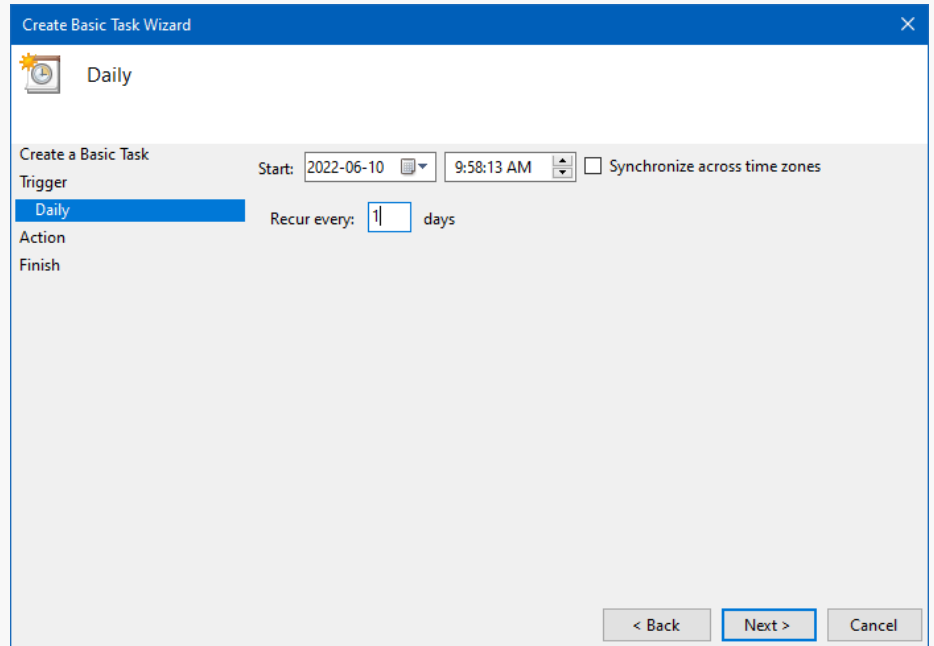 Create Basic Task Wizard
Daily
Create a Basic Task
Trigger
Daily
Action
Finish
Start: 2022-06-10 9:58:13 AM Synchronize across time zones
Recur every: 1 days
< Back Next > Cancel